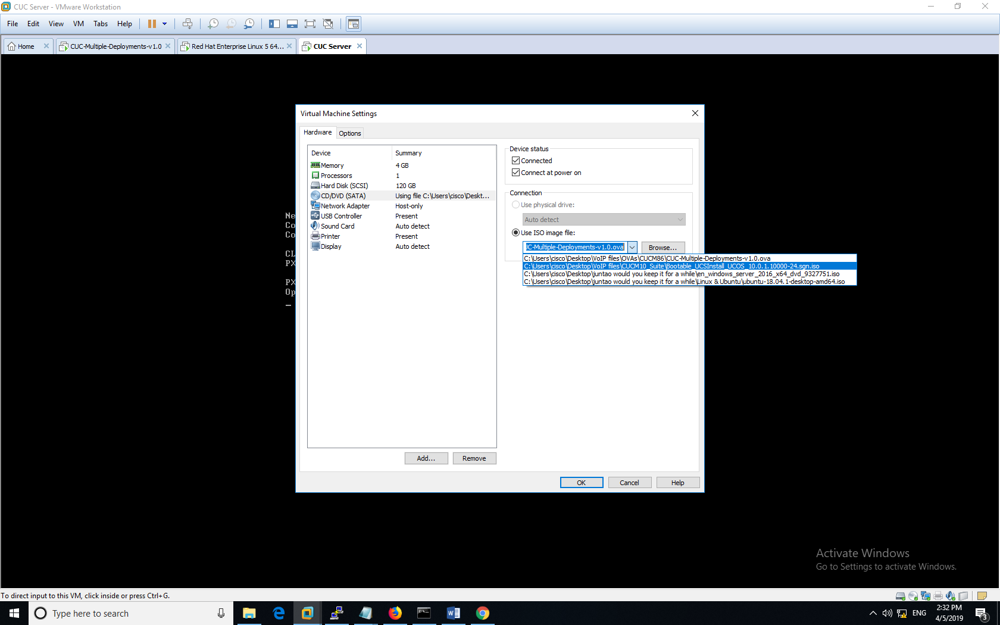 CUC Server - VMware Workstation
File Edit View VM Tabs Help
Home CUC-Multiple-Deployments-v1.0 Red Hat Enterprise Linux 5 64... CUC Server
Virtual Machine Settings
Hardware Options
Device Summary
Memory 4 GB
Processors 1
Hard Disk (SCSI) 120 GB
CD/DVD (SATA) Using file C:\Users\cisco\Deskt...
Network Adapter Host-only
USB Controller Present
Sound Card Auto detect
Printer Present
Display Auto detect
Add... Remove
Device status
Connected
Connect at power on
Connection
Use physical drive:
Auto detect
Use ISO image file:
UC-Multiple-Deployments-v1.0.ova Browse...
C:\Users\cisco\Desktop\VoIP files\OVAs\CUCM86\CUC-Multiple-Deployments-v1.0.ova
C:\Users\cisco\Desktop\VoIP files\CUCM10_Suite\Bootable_UCSInstall_UCOS_10.0.1.10000-24.sgn.iso
C:\Users\cisco\Desktop\juntao would you keep it for a while\en_windows_server_2016_x64_dvd_9327751.iso
C:\Users\cisco\Desktop\juntao would you keep it for a while\Linux & Ubuntu\ubuntu-18.04.1-desktop-amd64.iso
OK Cancel Help
Ne
Co
Co
CL
PX
PX
Op
Activate Windows
Go to Settings to activate Windows.
To direct input to this VM, click inside or press Ctrl+G.
Type here to search
ENG
2:32 PM
4/5/2019
3